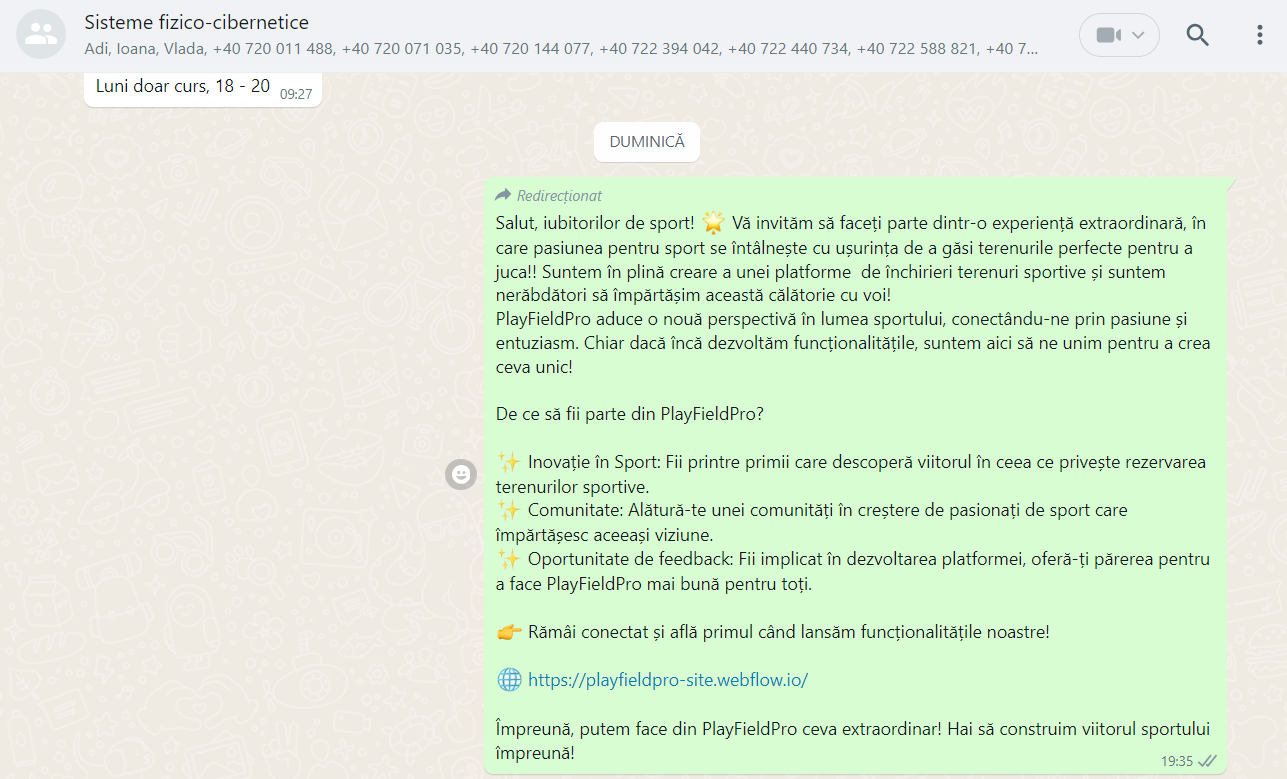 Sisteme fizico-cibernetice
Adi, Ioana, Vlada, +40 720 011 488, +40 720 071 035, +40 720 144 077, +40 722 394 042, +40 722 440 734, +40 722 588 821, +40 7...
Luni doar curs, 18 - 20 09:27
DUMINICĂ
Redirecționat
Salut, iubitorilor de sport! 🌟 Vă invităm să faceți parte dintr-o experiență extraordinară, în
care pasiunea pentru sport se întâlnește cu ușurința de a găsi terenurile perfecte pentru a
juca!! Suntem în plină creare a unei platforme  de închirieri terenuri sportive și suntem
nerăbdători să împărtășim această călătorie cu voi!
PlayFieldPro aduce o nouă perspectivă în lumea sportului, conectându-ne prin pasiune și
entuziasm. Chiar dacă încă dezvoltăm funcționalitățile, suntem aici să ne unim pentru a crea
ceva unic!
De ce să fii parte din PlayFieldPro?
✨ Inovație în Sport: Fii printre primii care descoperă viitorul în ceea ce privește rezervarea
terenurilor sportive.
✨ Comunitate: Alătură-te unei comunități în creștere de pasionați de sport care
împărtășesc aceeași viziune.
✨ Oportunitate de feedback: Fii implicat în dezvoltarea platformei, oferă-ți părerea pentru
a face PlayFieldPro mai bună pentru toți.
👉 Rămâi conectat și află primul când lansăm funcționalitățile noastre!
🌐 https://playfieldpro-site.webflow.io/
Împreună, putem face din PlayFieldPro ceva extraordinar! Hai să construim viitorul sportului
împreună!
19:35